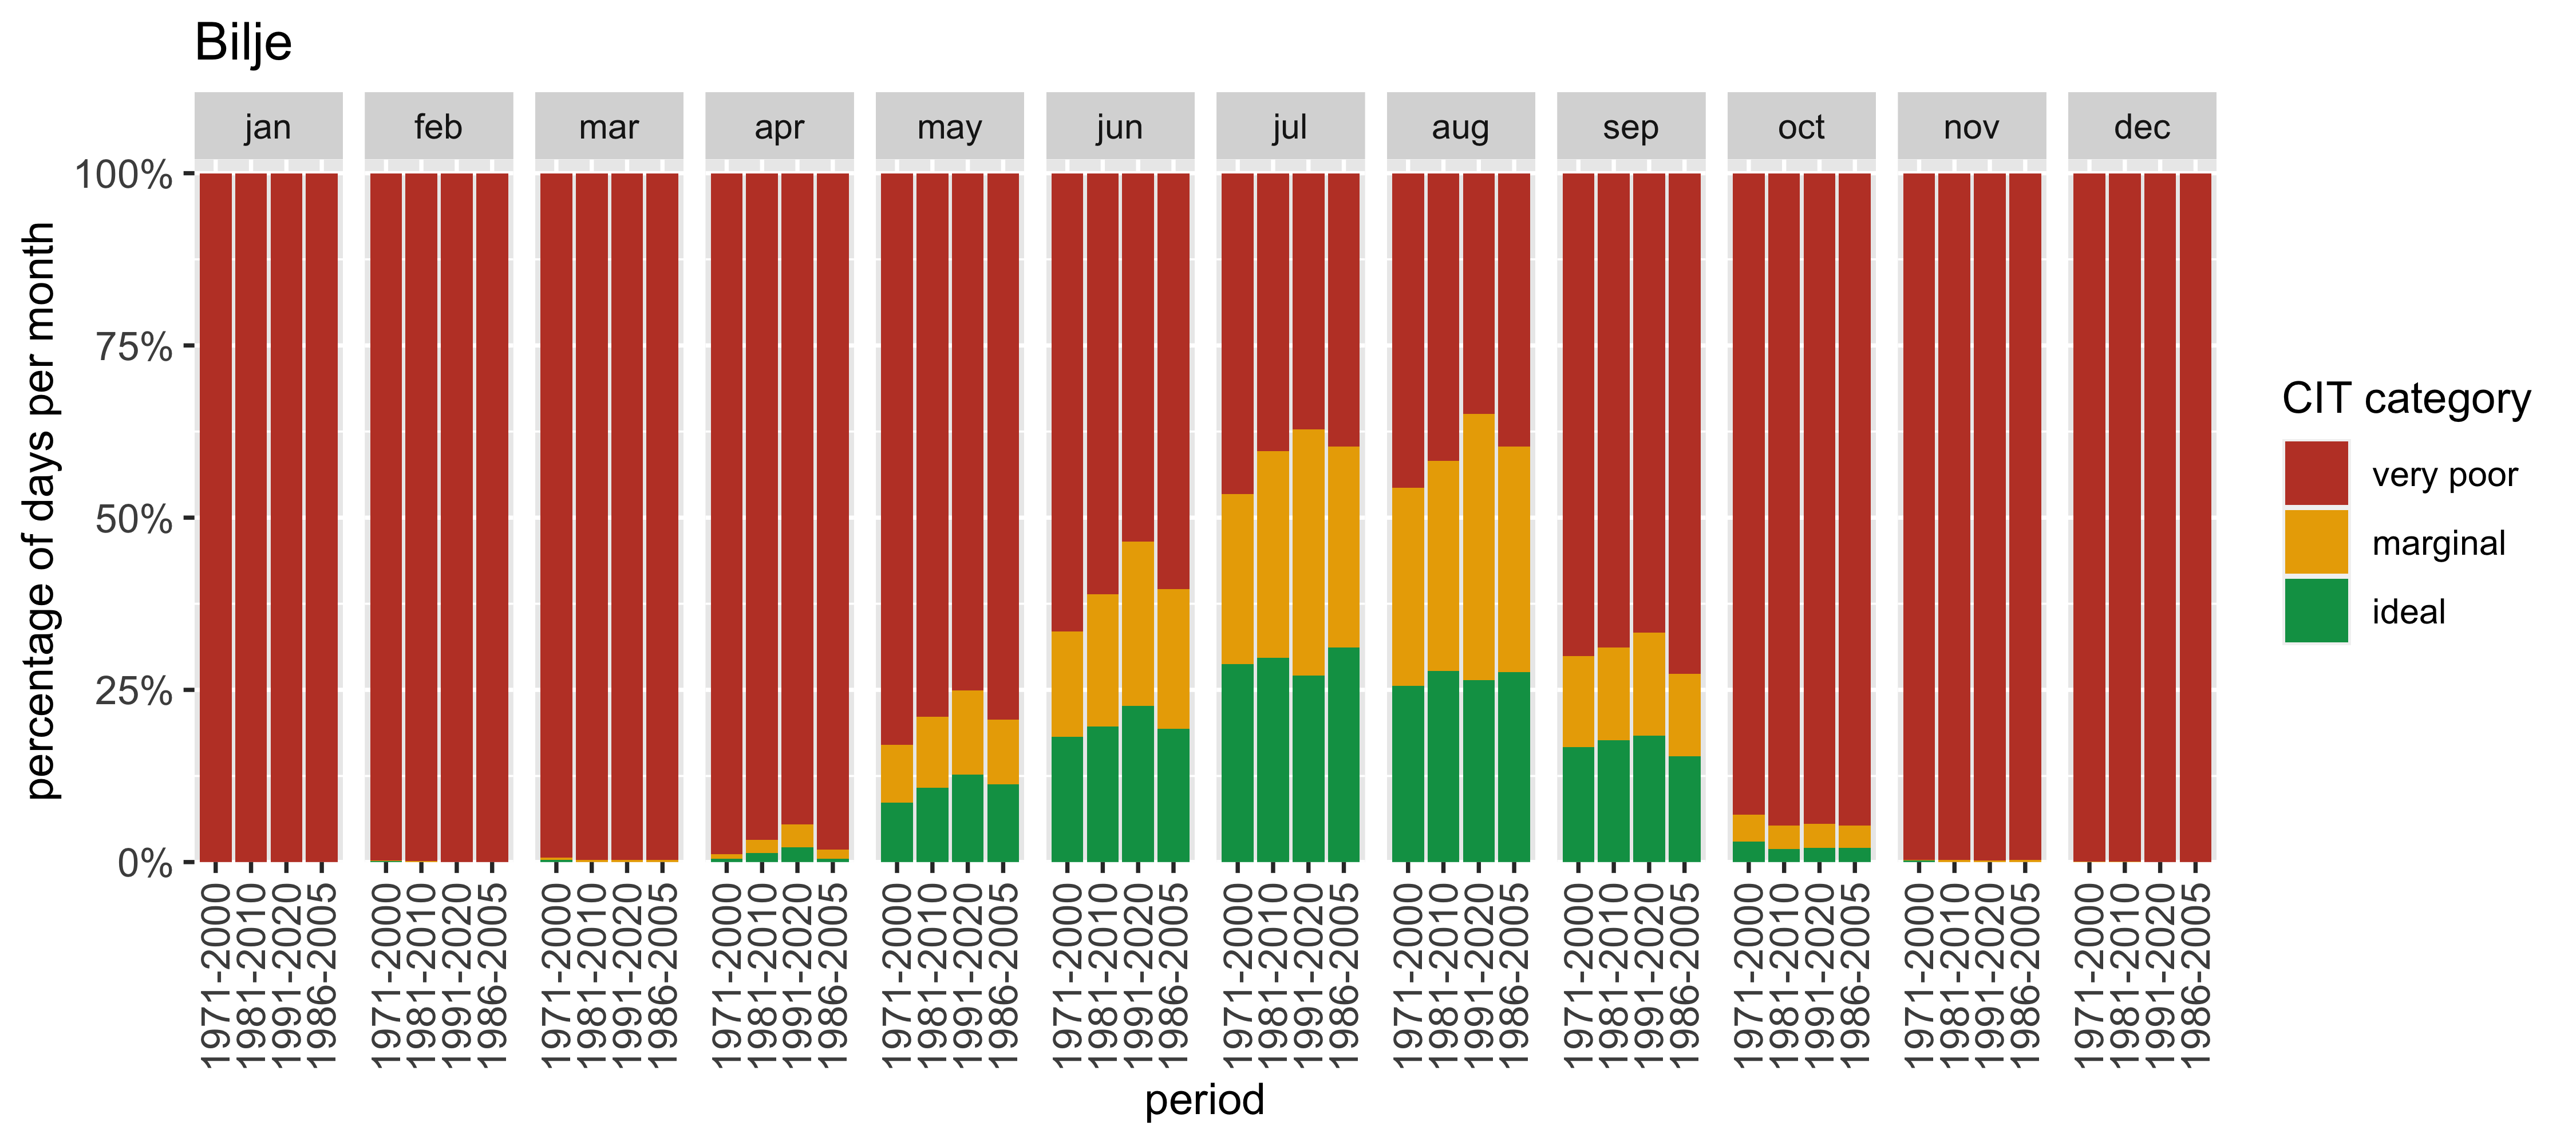 Bilje
jan feb mar apr may jun jul aug sep oct nov dec
100%
75%
50%
25%
0%
percentage of days per month
1971-2000 1981-2010 1991-2020 1986-2005 1971-2000 1981-2010 1991-2020 1986-2005 1971-2000 1981-2010 1991-2020 1986-2005 1971-2000 1981-2010 1991-2020 1986-2005 1971-2000 1981-2010 1991-2020 1986-2005 1971-2000 1981-2010 1991-2020 1986-2005 1971-2000 1981-2010 1991-2020 1986-2005 1971-2000 1981-2010 1991-2020 1986-2005 1971-2000 1981-2010 1991-2020 1986-2005 1971-2000 1981-2010 1991-2020 1986-2005 1971-2000 1981-2010 1991-2020 1986-2005 1971-2000 1981-2010 1991-2020 1986-2005
period
CIT category
very poor
marginal
ideal